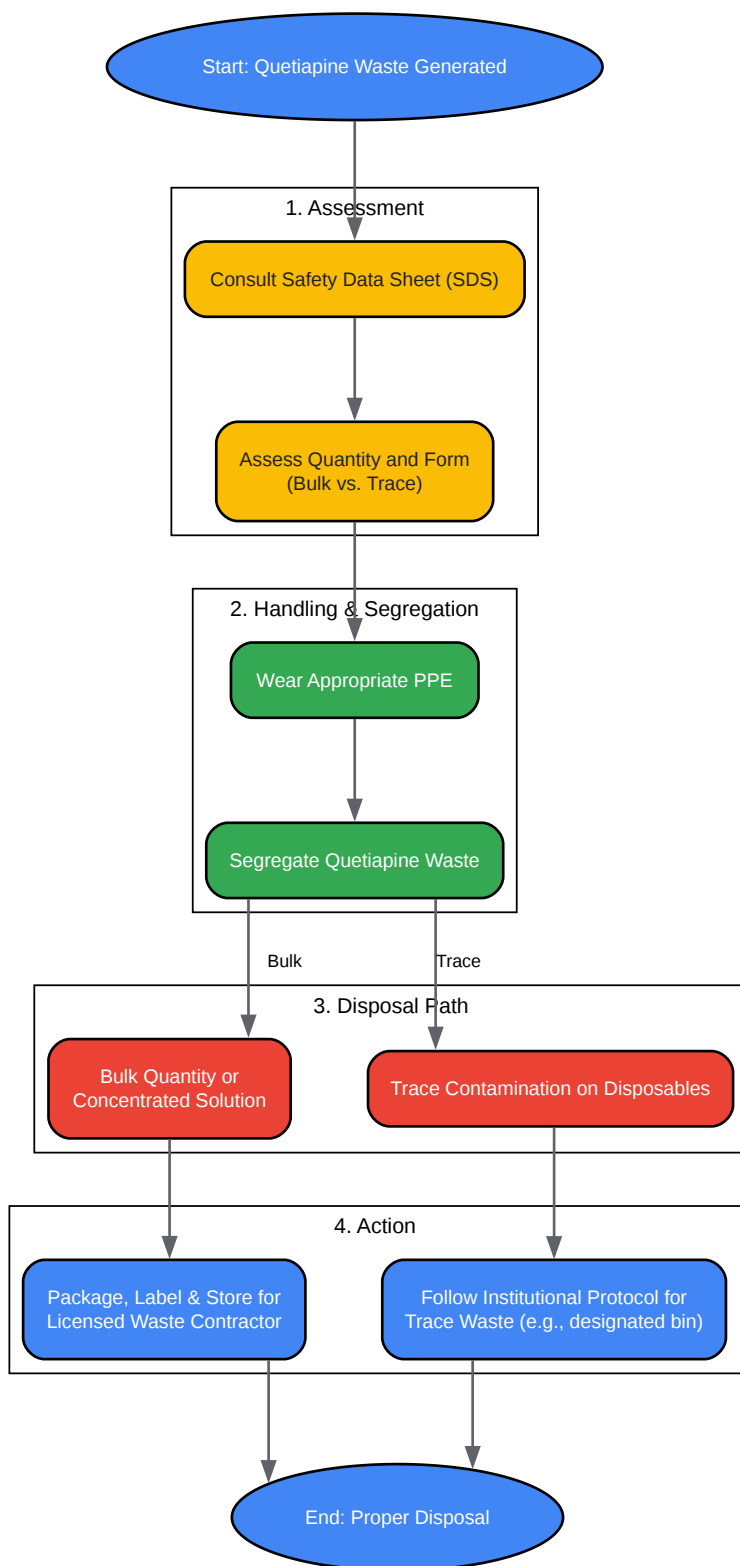 Start: Quetiapine Waste Generated
1. Assessment
Consult Safety Data Sheet (SDS)
Assess Quantity and Form
(Bulk vs. Trace)
2. Handling & Segregation
Wear Appropriate PPE
Segregate Quetiapine Waste
Bulk
Trace
3. Disposal Path
Bulk Quantity or
Concentrated Solution
Trace Contamination on Disposables
4. Action
Package, Label & Store for
Licensed Waste Contractor
Follow Institutional Protocol for
Trace Waste (e.g., designated bin)
End: Proper Disposal